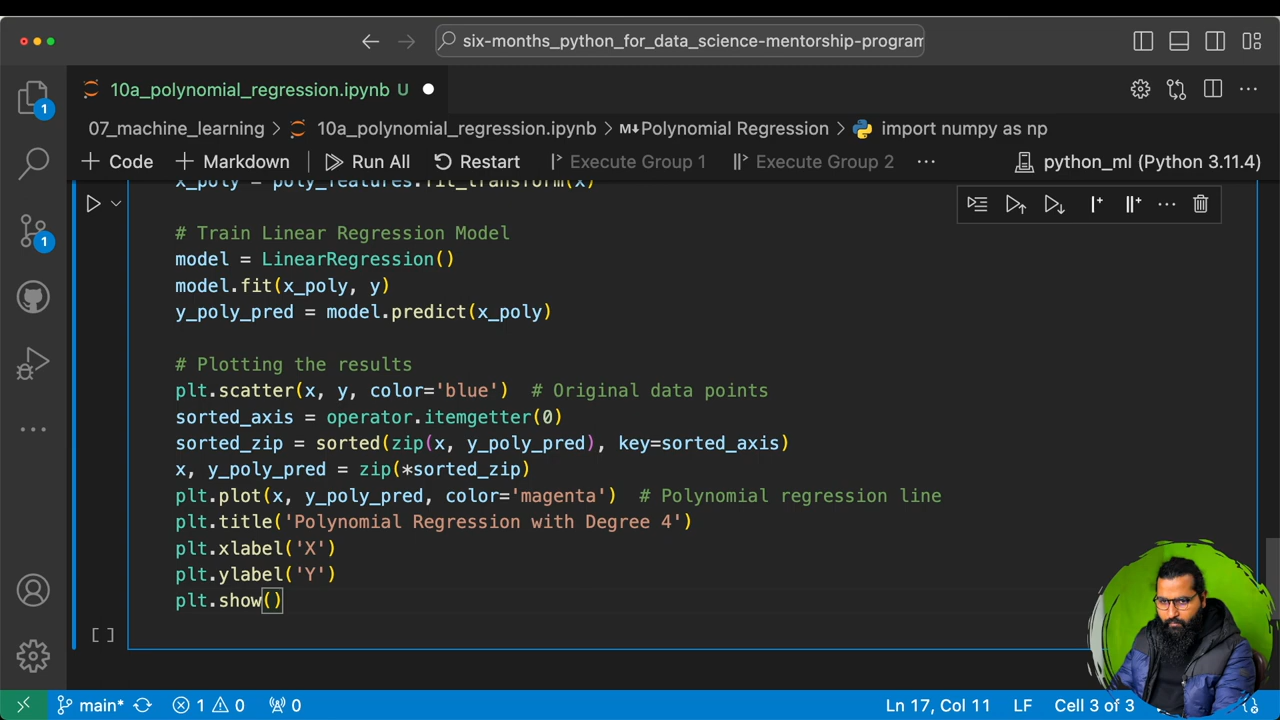 six-months_python_for_data_science-mentorship-program
10a_polynomial_regression.ipynb U
07_machine_learning > 10a_polynomial_regression.ipynb > M↓Polynomial Regression > import numpy as np
+ Code + Markdown Run All Restart Execute Group 1 Execute Group 2 ... python_ml (Python 3.11.4)
x_poly = poly_features.fit_transform(x)
# Train Linear Regression Model
model = LinearRegression()
model.fit(x_poly, y)
y_poly_pred = model.predict(x_poly)
# Plotting the results
plt.scatter(x, y, color='blue')  # Original data points
sorted_axis = operator.itemgetter(0)
sorted_zip = sorted(zip(x, y_poly_pred), key=sorted_axis)
x, y_poly_pred = zip(*sorted_zip)
plt.plot(x, y_poly_pred, color='magenta')  # Polynomial regression line
plt.title('Polynomial Regression with Degree 4')
plt.xlabel('X')
plt.ylabel('Y')
plt.show()
[ ]
1
1
main* 1 0 0 Ln 17, Col 11 LF Cell 3 of 3